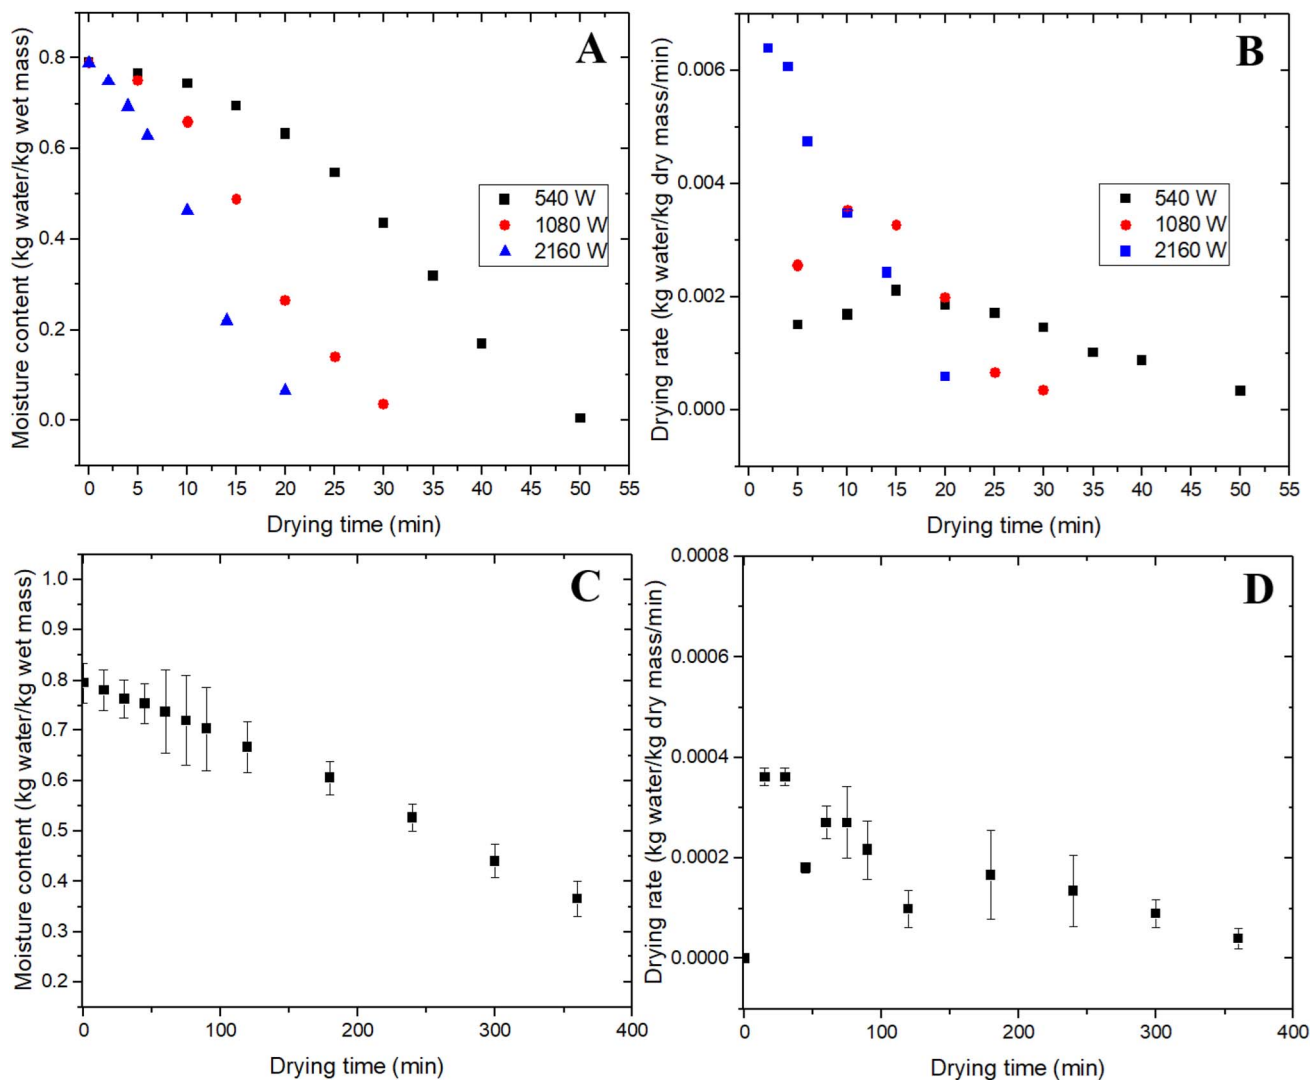 A
Moisture content (kg water/kg wet mass)
0.8
0.6
0.4
0.2
0.0
540 W
1080 W
2160 W
0 5 10 15 20 25 30 35 40 45 50 55
Drying time (min)
B
Drying rate (kg water/kg dry mass/min)
0.006
0.004
0.002
0.000
540 W
1080 W
2160 W
0 5 10 15 20 25 30 35 40 45 50 55
Drying time (min)
C
Moisture content (kg water/kg wet mass)
1.0
0.9
0.8
0.7
0.6
0.5
0.4
0.3
0.2
0 100 200 300 400
Drying time (min)
D
Drying rate (kg water/kg dry mass/min)
0.0008
0.0006
0.0004
0.0002
0.0000
0 100 200 300 400
Drying time (min)